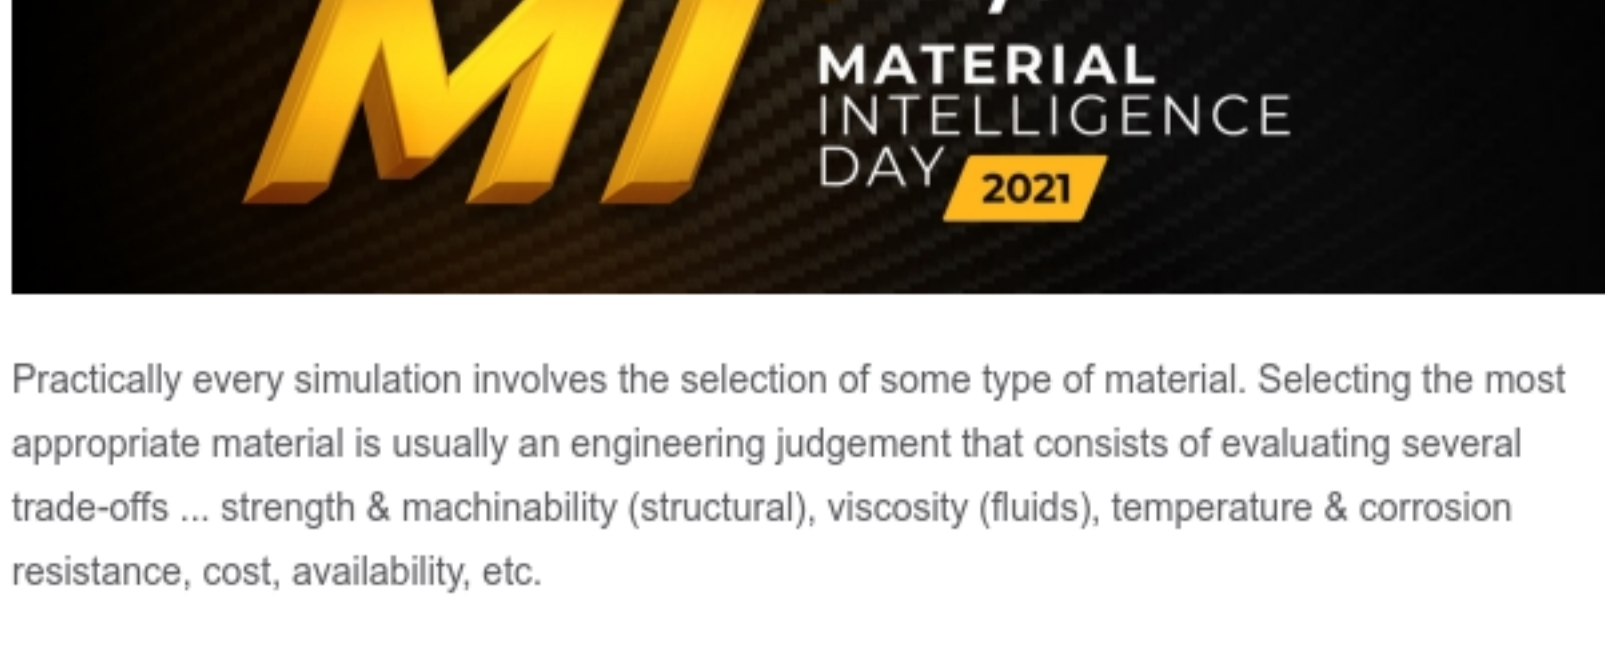 MI
MATERIAL
INTELLIGENCE
DAY
2021
Practically every simulation involves the selection of some type of material. Selecting the most
appropriate material is usually an engineering judgement that consists of evaluating several
trade-offs ... strength & machinability (structural), viscosity (fluids), temperature & corrosion
resistance, cost, availability, etc.